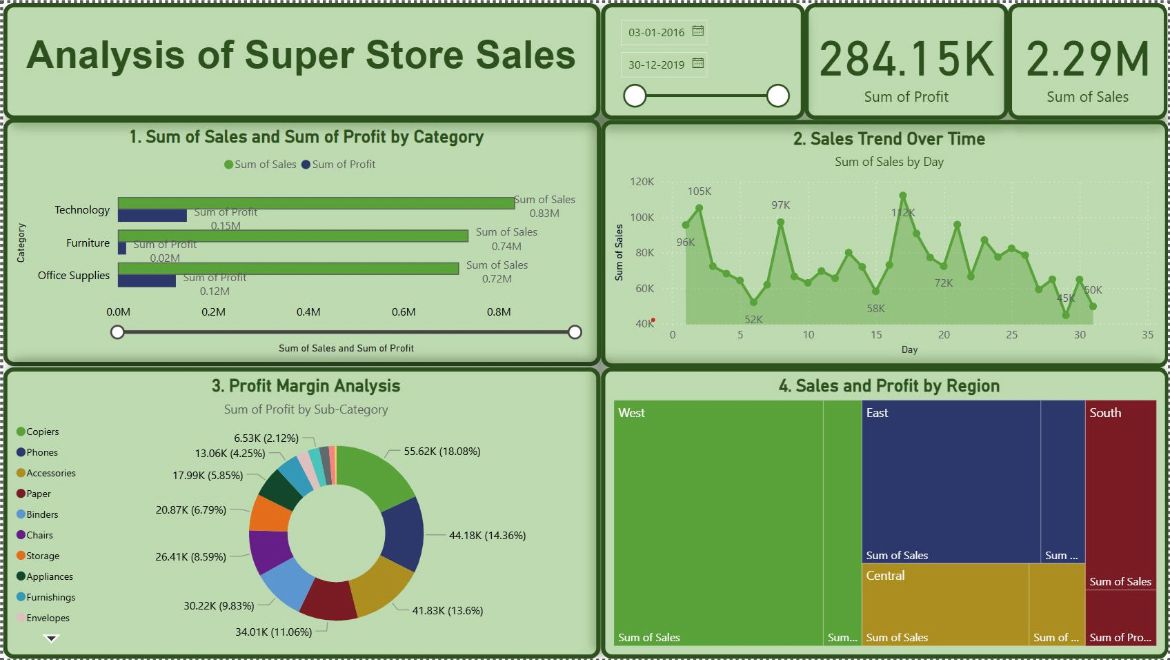 Analysis of Super Store Sales
03-01-2016
30-12-2019
284.15K
Sum of Profit
2.29M
Sum of Sales
1. Sum of Sales and Sum of Profit by Category
Sum of Sales Sum of Profit
Category
Technology
Sum of Sales
0.83M
Sum of Profit
0.15M
Furniture
Sum of Sales
0.74M
Sum of Profit
0.02M
Office Supplies
Sum of Sales
0.72M
Sum of Profit
0.12M
0.0M 0.2M 0.4M 0.6M 0.8M
Sum of Sales and Sum of Profit
2. Sales Trend Over Time
Sum of Sales by Day
Sum of Sales
120K
100K
80K
60K
40K
96K
105K
52K
97K
58K
112K
72K
45K
50K
0 5 10 15 20 25 30 35
Day
3. Profit Margin Analysis
Sum of Profit by Sub-Category
Copiers
Phones
Accessories
Paper
Binders
Chairs
Storage
Appliances
Furnishings
Envelopes
55.62K (18.08%)
44.18K (14.36%)
41.83K (13.6%)
34.01K (11.06%)
30.22K (9.83%)
26.41K (8.59%)
20.87K (6.79%)
17.99K (5.85%)
13.06K (4.25%)
6.53K (2.12%)
4. Sales and Profit by Region
West
Sum of Sales
Sum...
East
Sum of Sales
Sum ...
Central
Sum of Sales
Sum of ...
South
Sum of Sales
Sum of Pro...